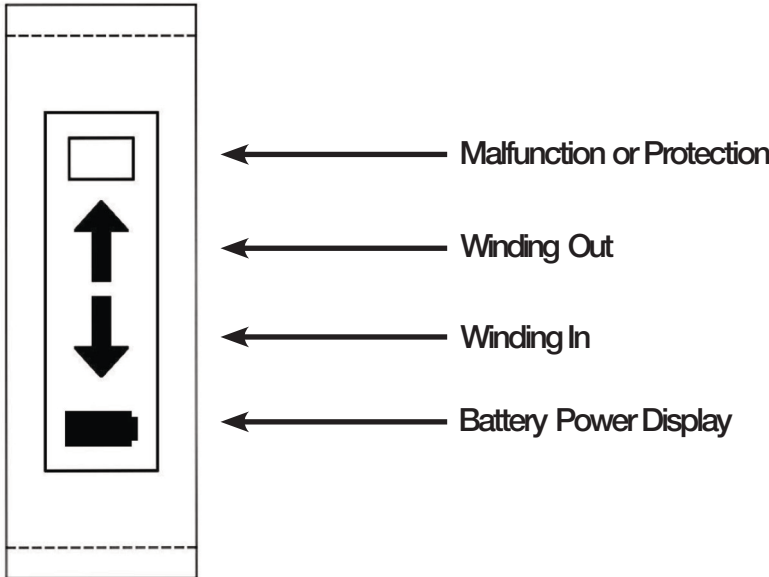 Malfunction or Protection
Winding Out
Winding In
Battery Power Display